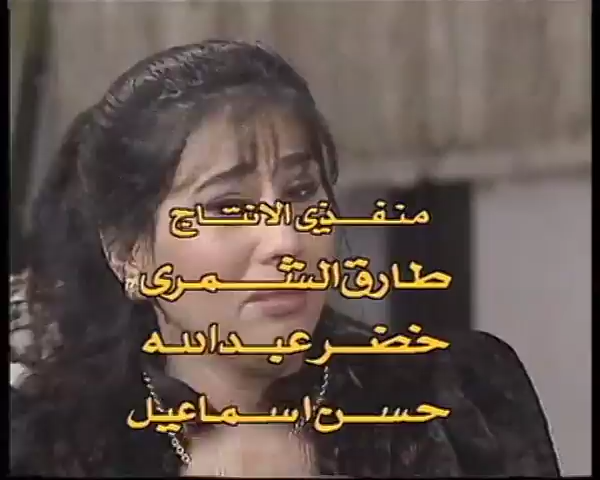 منفذي الانتاج
طارق الشمري
خضر عبدالله
حسن اسماعيل